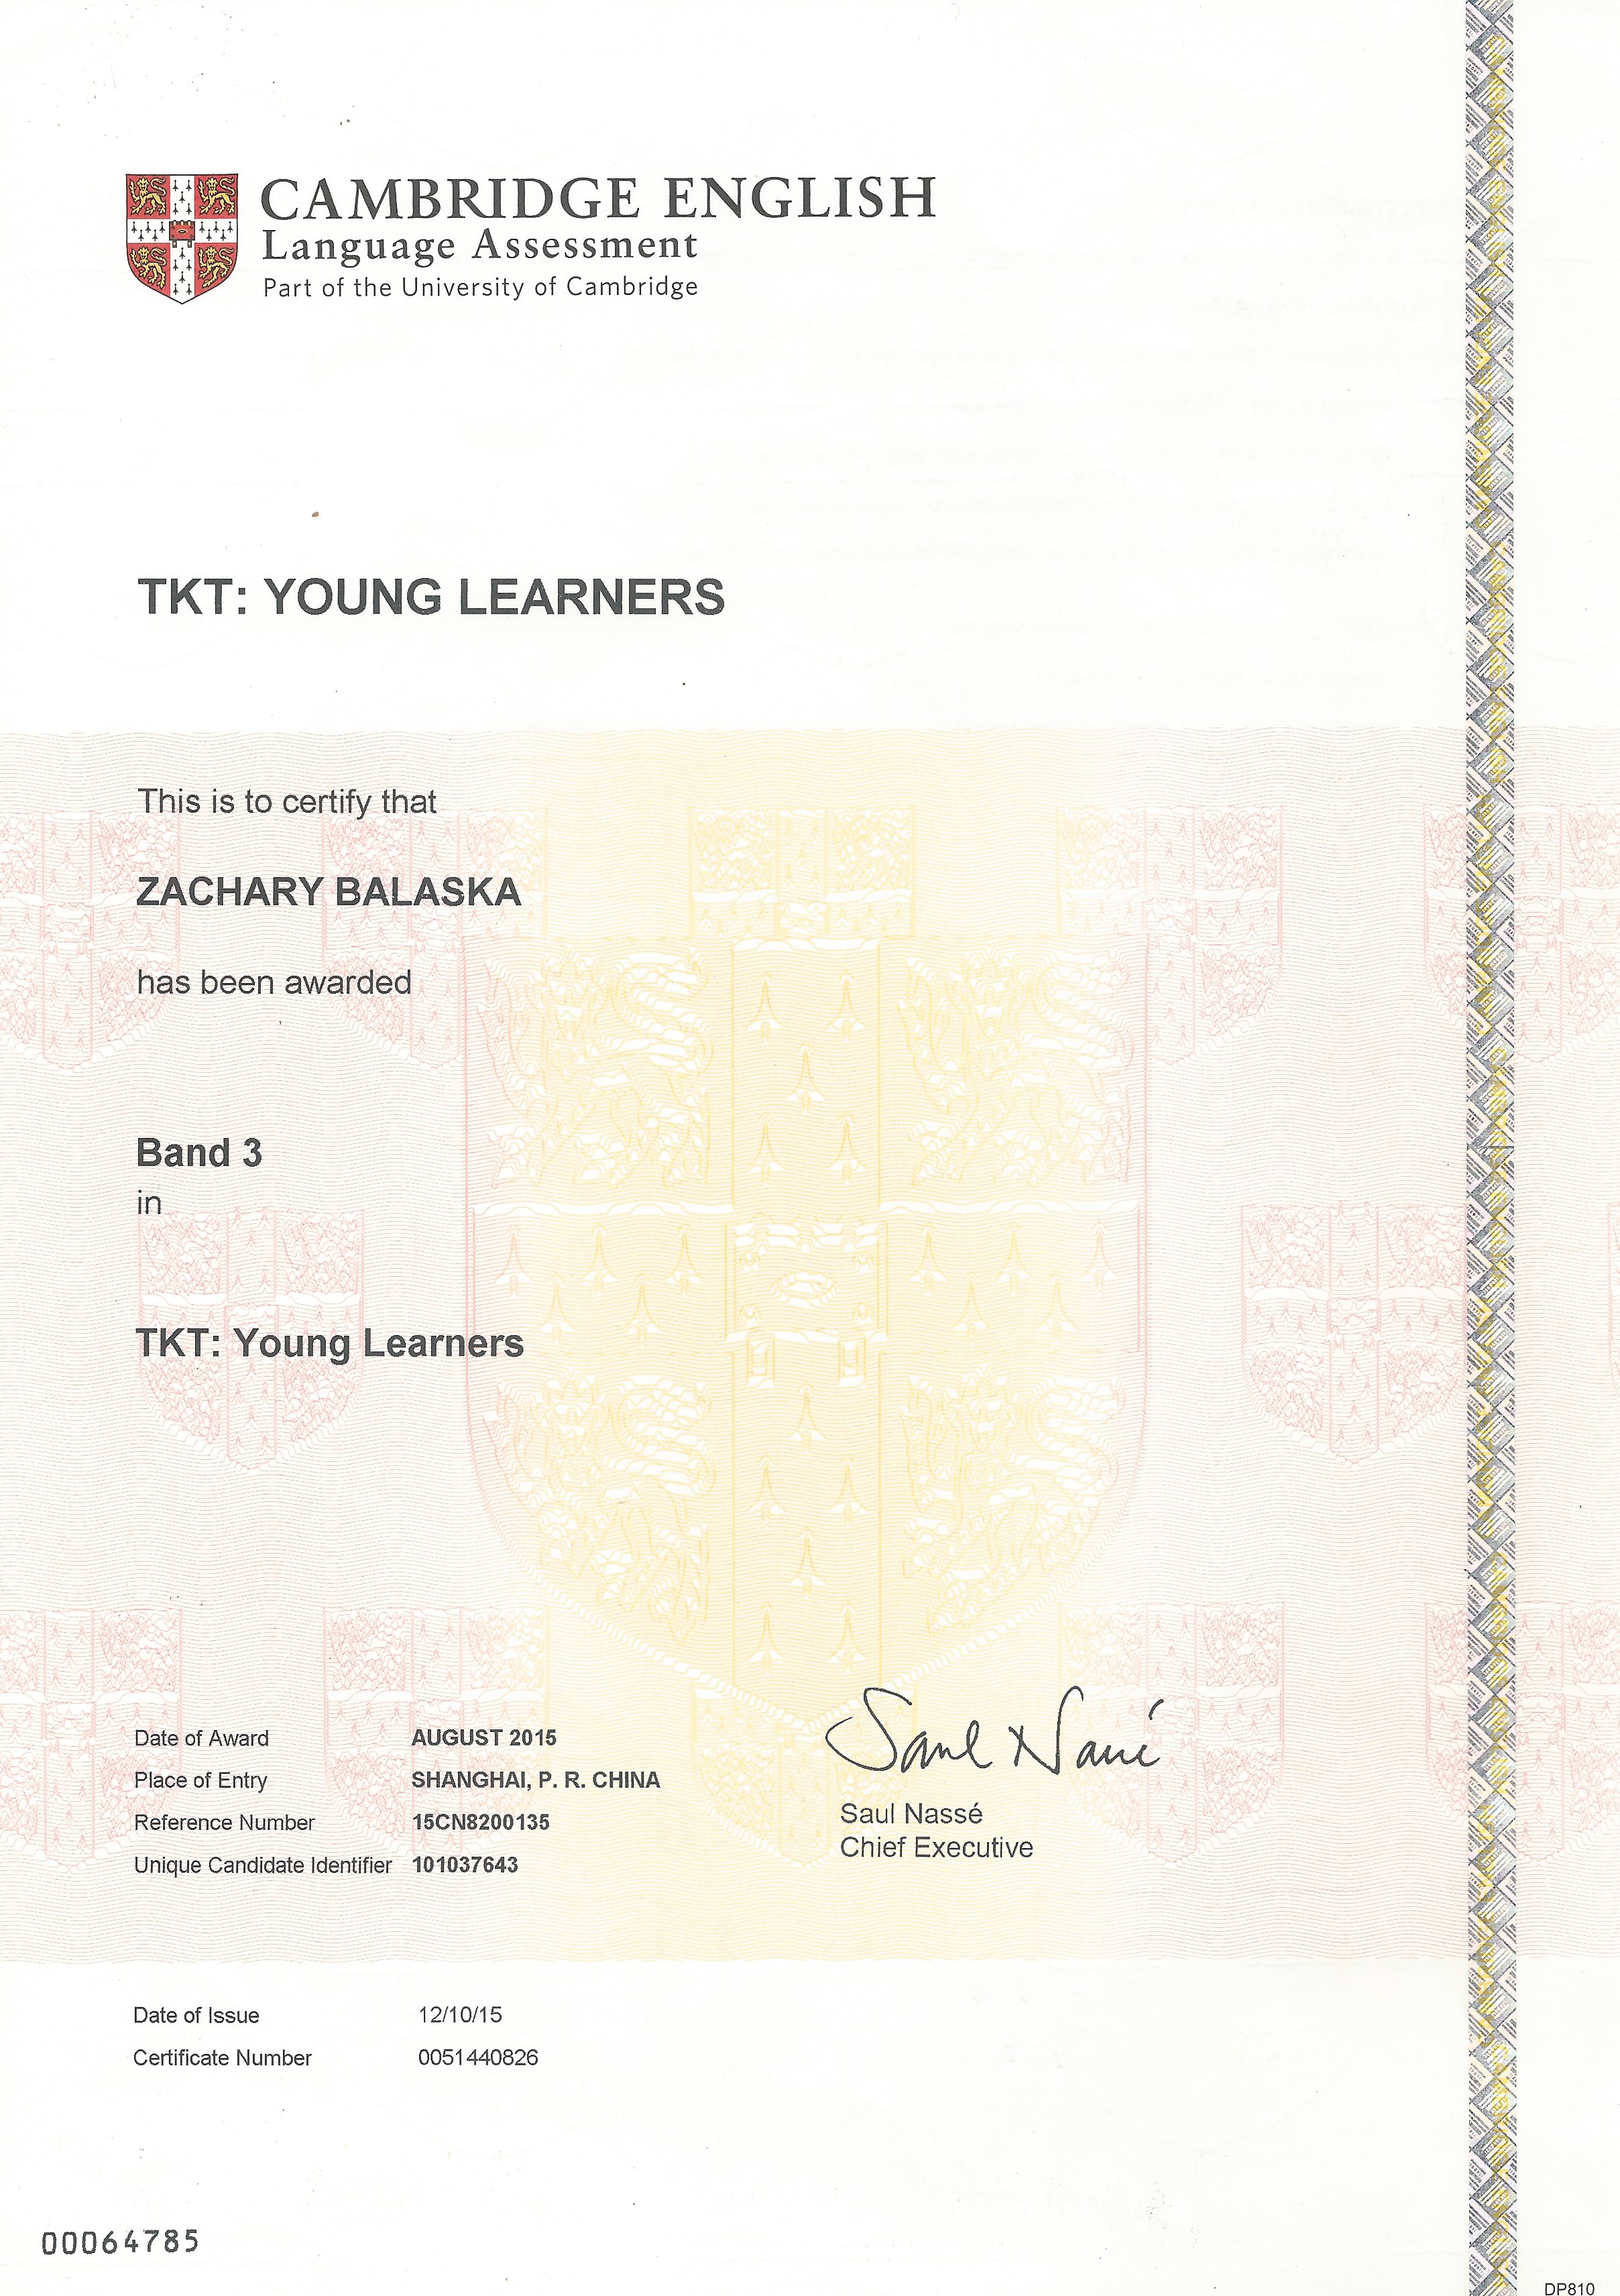 CAMBRIDGE ENGLISH
Language Assessment
Part of the University of Cambridge
TKT: YOUNG LEARNERS
This is to certify that
ZACHARY BALASKA
has been awarded
Band 3
in
TKT: Young Learners
Date of Award AUGUST 2015
Place of Entry SHANGHAI, P. R. CHINA
Reference Number 15CN8200135
Unique Candidate Identifier 101037643
Saul Nassé
Saul Nassé
Chief Executive
Date of Issue 12/10/15
Certificate Number 0051440826
00064785
DP810